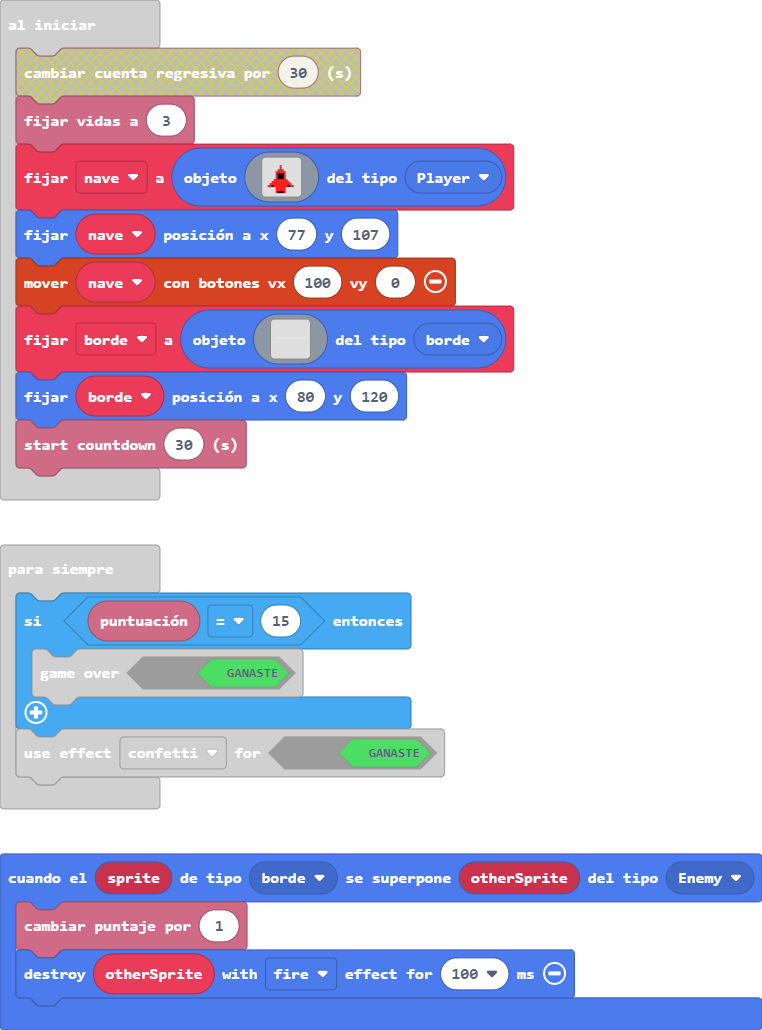 al iniciar
cambiar cuenta regresiva por 30 (s)
fijar vidas a 3
fijar nave a objeto del tipo Player
fijar nave posición a x 77 y 107
mover nave con botones vx 100 vy 0
fijar borde a objeto del tipo borde
fijar borde posición a x 80 y 120
start countdown 30 (s)
para siempre
si puntuación = 15 entonces
game over GANASTE
use effect confetti for GANASTE
cuando el sprite de tipo borde se superpone otherSprite del tipo Enemy
cambiar puntaje por 1
destroy otherSprite with fire effect for 100 ms